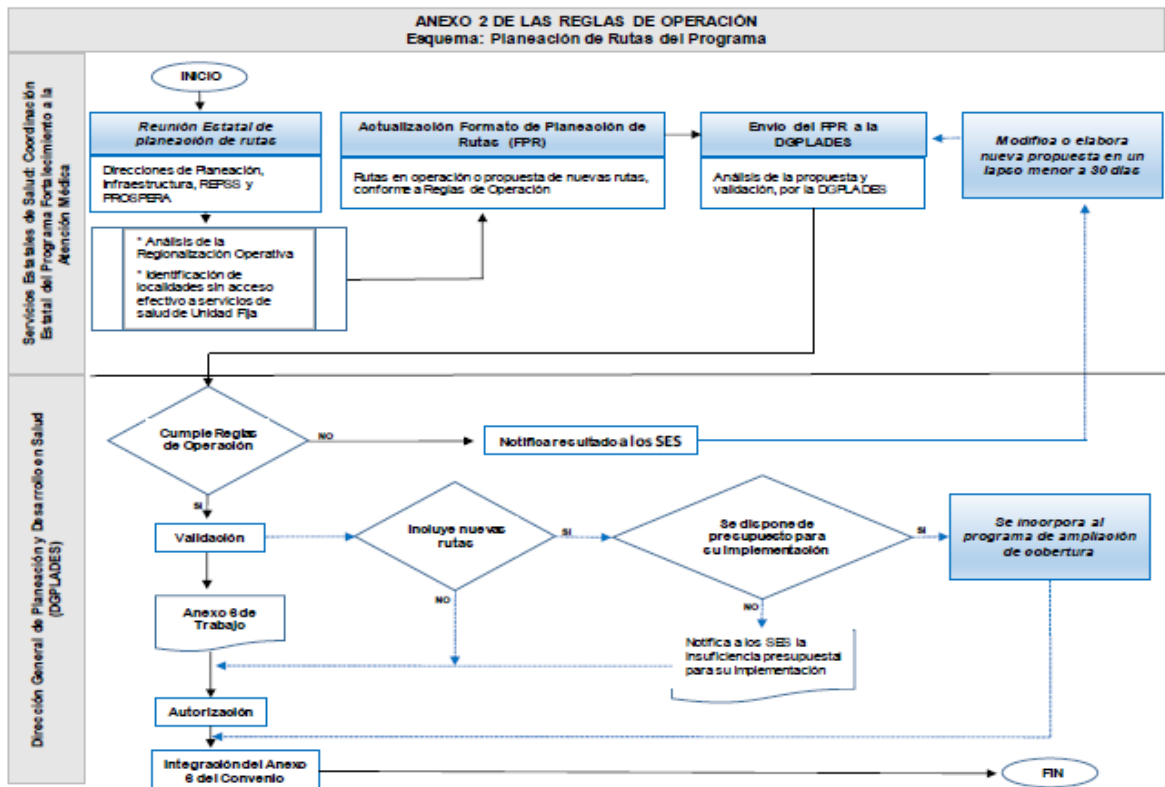 ANEXO 2 DE LAS REGLAS DE OPERACIÓN
Esquema: Planeación de Rutas del Programa
Servicios Estatales de Salud: Coordinación
Estatal del Programa Fortalecimiento a la
Atención Médica
INICIO
Reunión Estatal de
planeación de rutas
Direcciones de Planeación,
Infraestructura, REPSS y
PROSPERA
* Análisis de la
Regionalización Operativa
* Identificación de
localidades sin acceso
efectivo a servicios de
salud de Unidad Fija
Actualización Formato de Planeación de
Rutas (FPR)
Rutas en operación o propuesta de nuevas rutas,
conforme a Reglas de Operación
Envío del FPR a la
DGPLADES
Análisis de la propuesta y
validación, por la DGPLADES
Modifica o elabora
nueva propuesta en un
lapso menor a 30 días
Dirección General de Planeación y Desarrollo en Salud
(DGPLADES)
Cumple Reglas
de Operación
NO
Notifica resultado a los SES
SI
Validación
Incluye nuevas
rutas
SI
Se dispone de
presupuesto para
su implementación
SI
Se incorpora al
programa de ampliación
de cobertura
NO
NO
Anexo 6 de
Trabajo
Notifica a los SES la
insuficiencia presupuestal
para su implementación
Autorización
Integración del Anexo
6 del Convenio
FIN